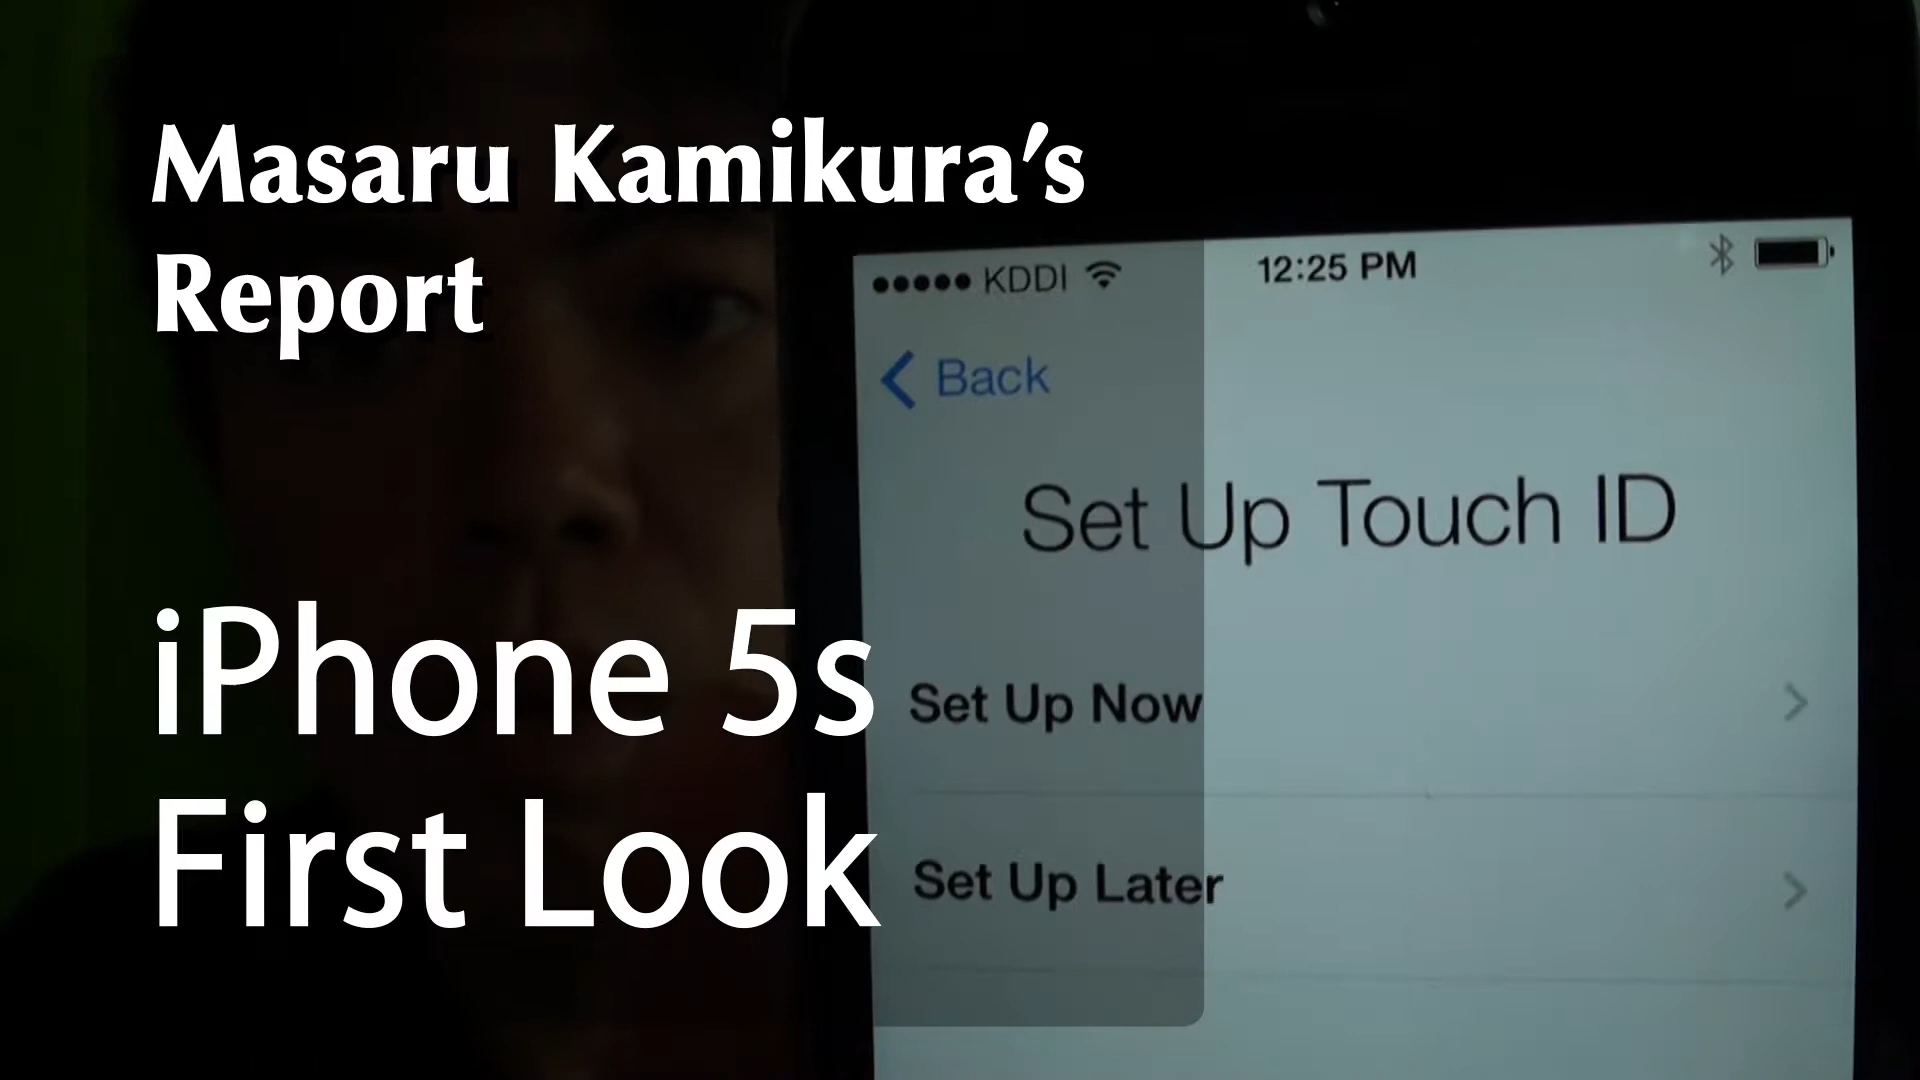 Masaru Kamikura’s
Report
●●●●● KDDI 12:25 PM
Back
Set Up Touch ID
iPhone 5s
First Look
Set Up Now
Set Up Later